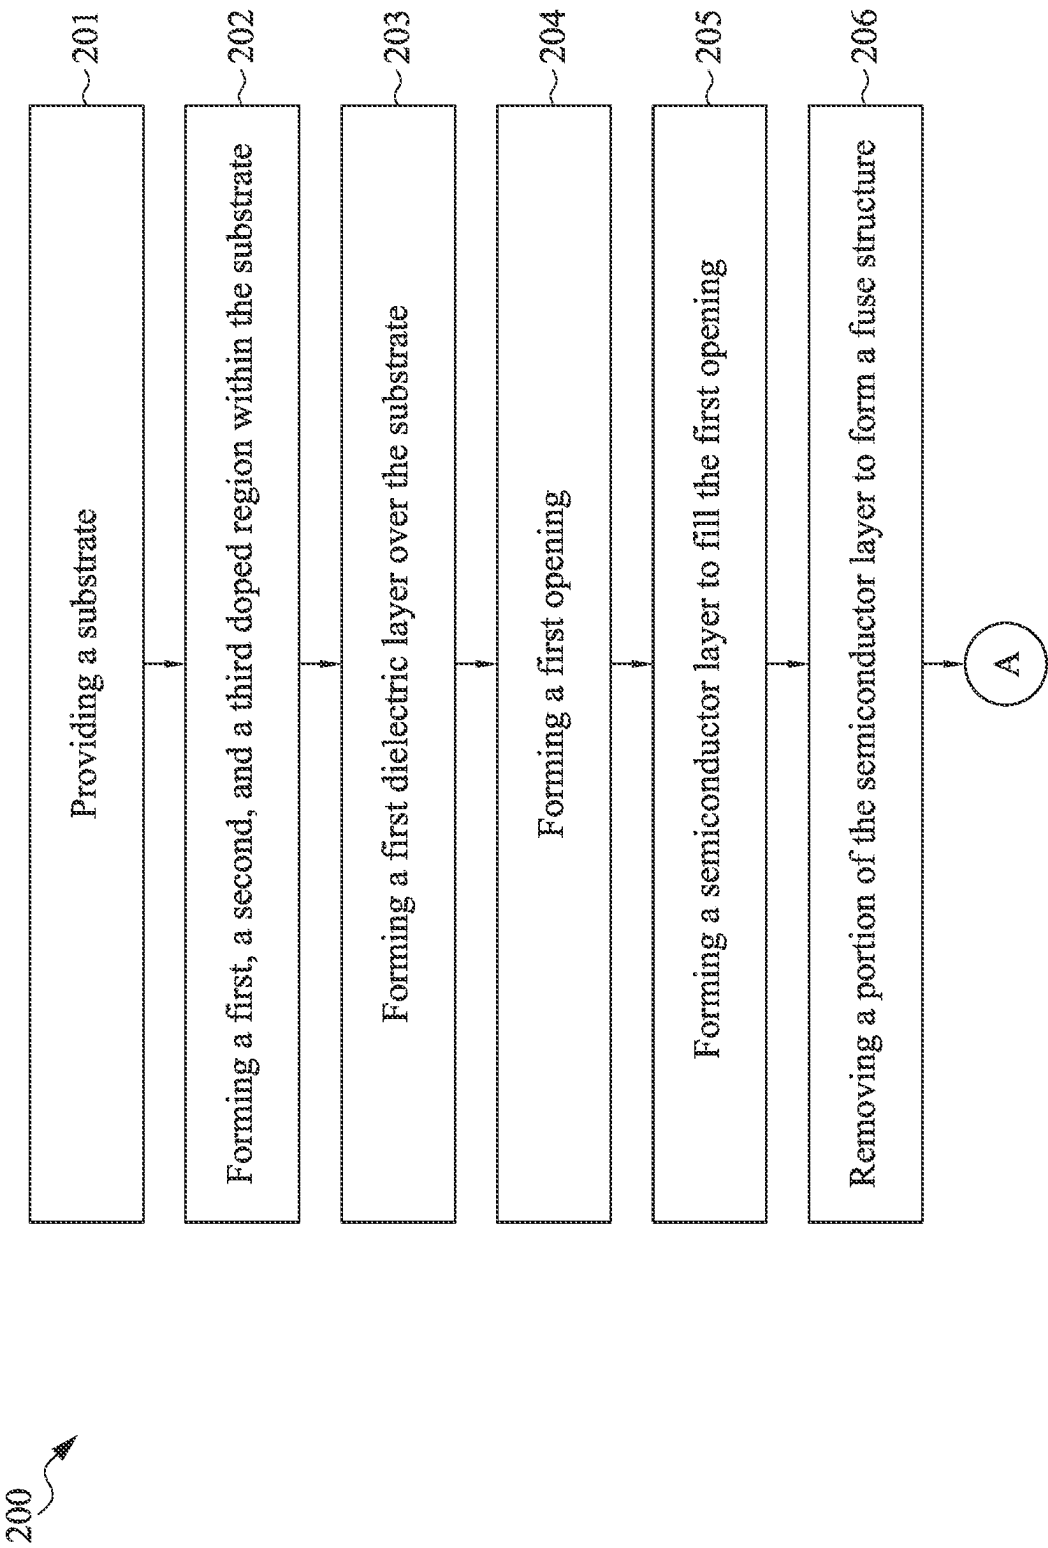 200
Providing a substrate
201
Forming a first, a second, and a third doped region within the substrate
202
Forming a first dielectric layer over the substrate
203
Forming a first opening
204
Forming a semiconductor layer to fill the first opening
205
Removing a portion of the semiconductor layer to form a fuse structure
206
A